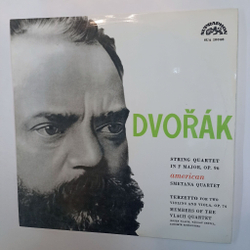 DVOŘÁK
STRING QUARTET
IN F MAJOR, OP. 96
american
SMETANA QUARTET
TERZETTO FOR TWO
VIOLINS AND VIOLA, OP. 74
MEMBERS OF THE
VLACH QUARTET